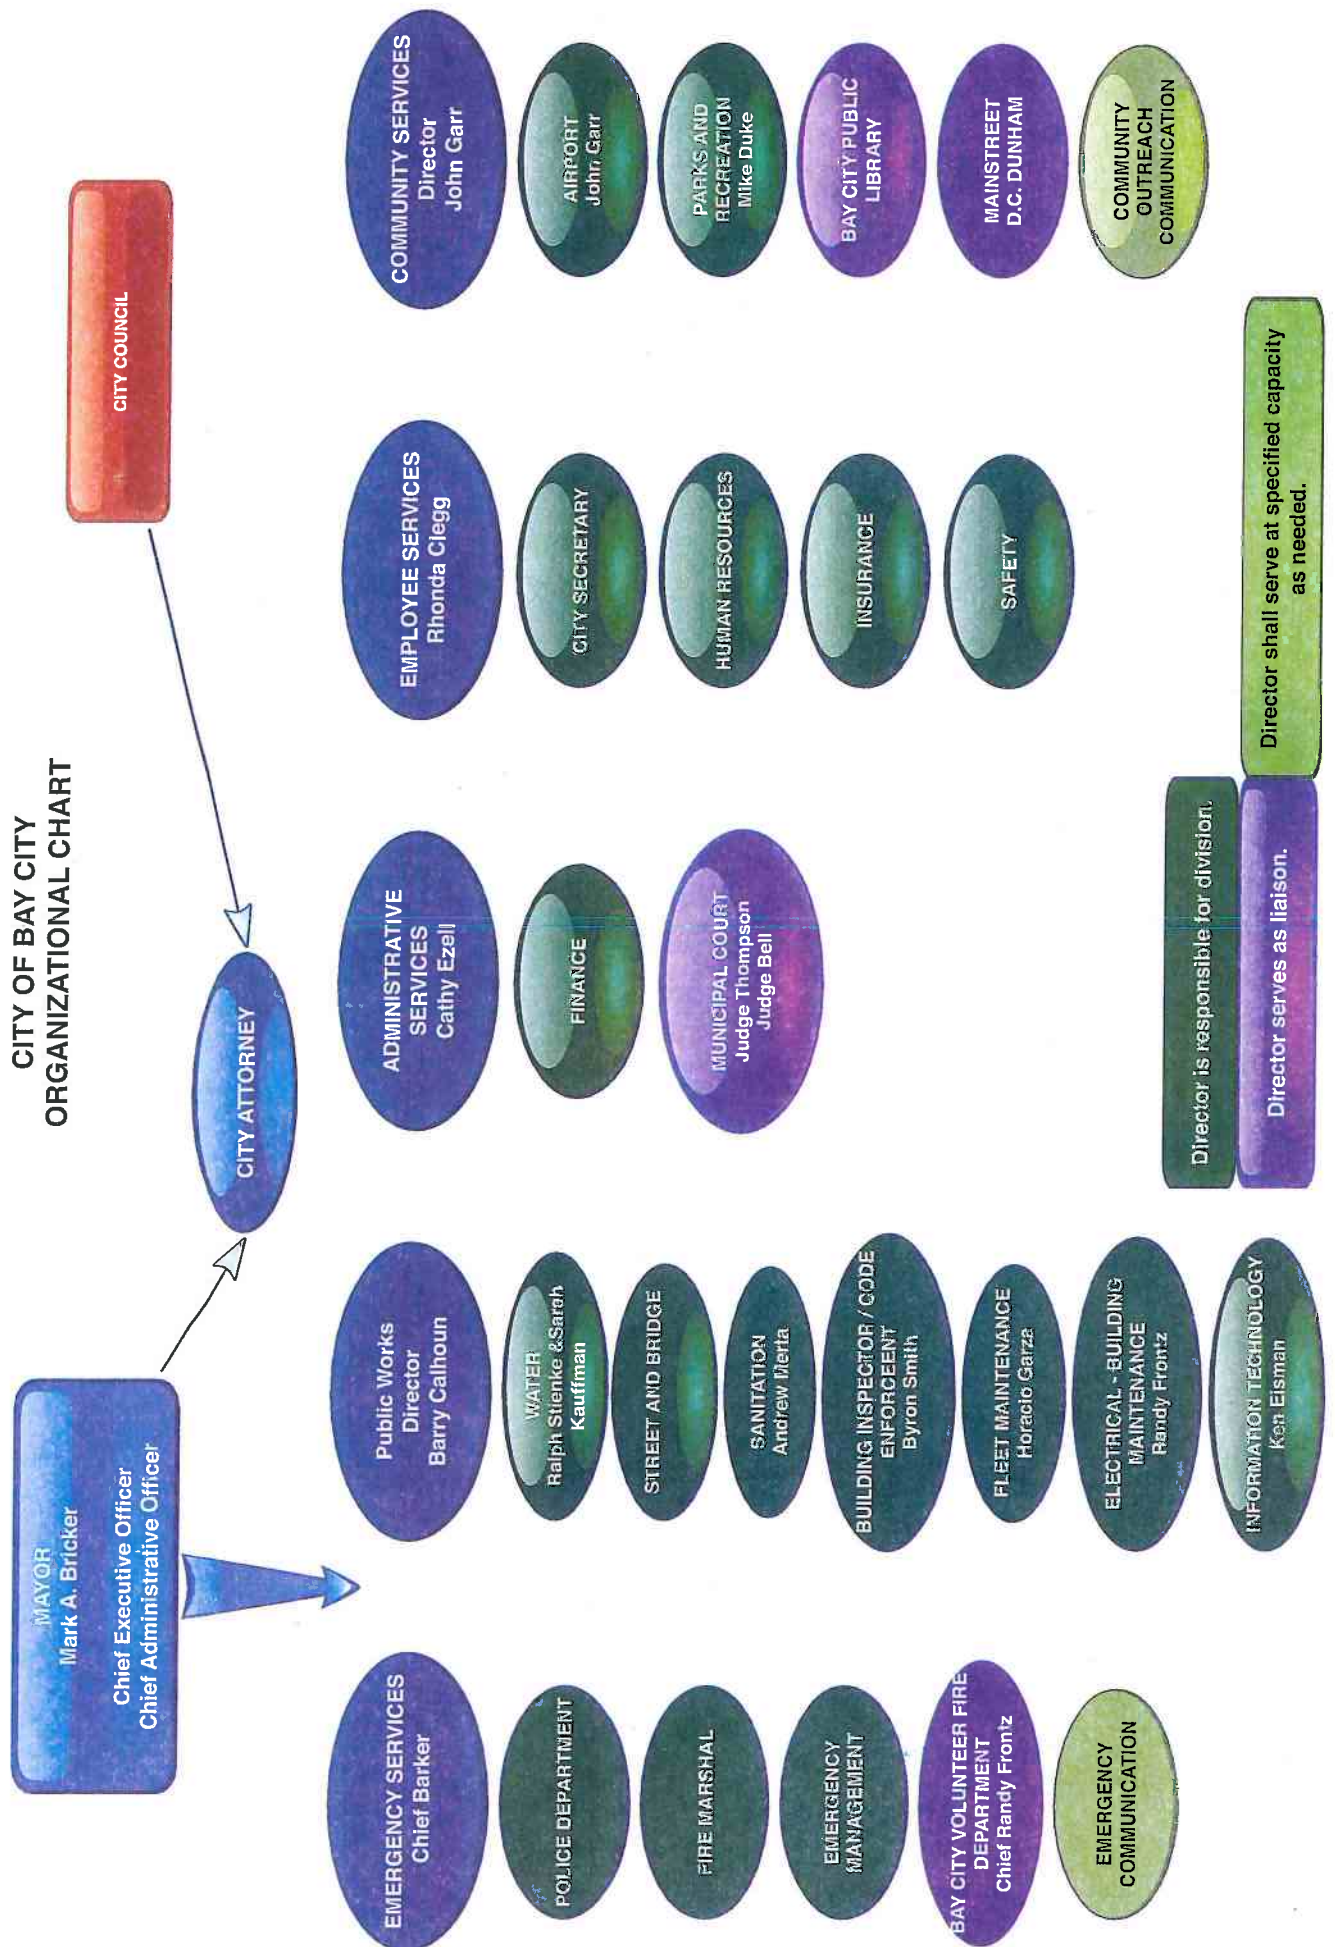 CITY OF BAY CITY
ORGANIZATIONAL CHART
MAYOR
Mark A. Bricker
Chief Executive Officer
Chief Administrative Officer
CITY COUNCIL
CITY ATTORNEY
EMERGENCY SERVICES
Chief Barker
POLICE DEPARTMENT
FIRE MARSHAL
EMERGENCY
MANAGEMENT
BAY CITY VOLUNTEER FIRE
DEPARTMENT
Chief Randy Frontz
EMERGENCY
COMMUNICATION
Public Works
Director
Barry Calhoun
WATER
Ralph Stienke &Sarah
Kauffman
STREET AND BRIDGE
SANITATION
Andrew Merta
BUILDING INSPECTOR / CODE
ENFORCEENT
Byron Smith
FLEET MAINTENANCE
Horacio Garza
ELECTRICAL - BUILDING
MAINTENANCE
Randy Frontz
INFORMATION TECHNOLOGY
Ken Eisman
ADMINISTRATIVE
SERVICES
Cathy Ezell
FINANCE
MUNICIPAL COURT
Judge Thompson
Judge Bell
EMPLOYEE SERVICES
Rhonda Clegg
CITY SECRETARY
HUMAN RESOURCES
INSURANCE
SAFETY
COMMUNITY SERVICES
Director
John Garr
AIRPORT
John Garr
PARKS AND
RECREATION
Mike Duke
BAY CITY PUBLIC
LIBRARY
MAINSTREET
D.C. DUNHAM
COMMUNITY
OUTREACH
COMMUNICATION
Director is responsible for division.
Director serves as liaison.
Director shall serve at specified capacity
as needed.